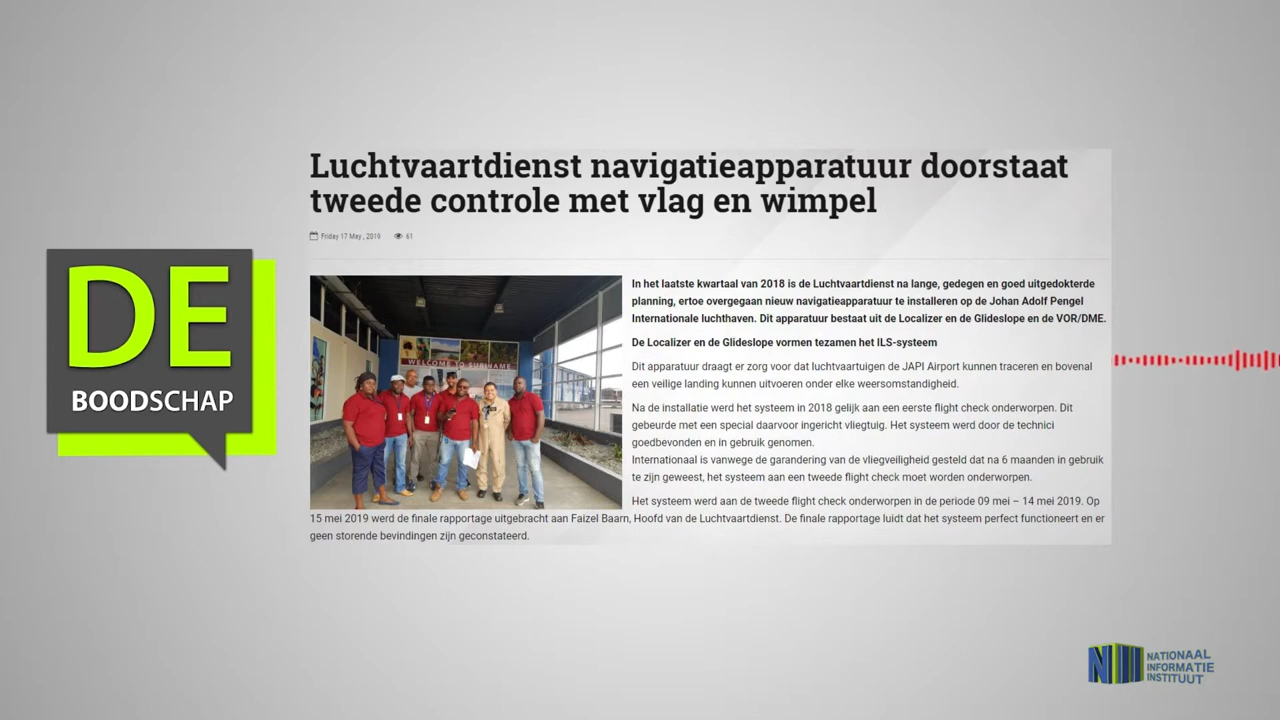 Luchtvaartdienst navigatieapparatuur doorstaat
tweede controle met vlag en wimpel
Friday 17 May , 2019 61
DE
BOODSCHAP
WELCOME TO SURINAME
In het laatste kwartaal van 2018 is de Luchtvaartdienst na lange, gedegen en goed uitgedokterde
planning, ertoe overgegaan nieuw navigatieapparatuur te installeren op de Johan Adolf Pengel
Internationale luchthaven. Dit apparatuur bestaat uit de Localizer en de Glideslope en de VOR/DME.
De Localizer en de Glideslope vormen tezamen het ILS-systeem
Dit apparatuur draagt er zorg voor dat luchtvaartuigen de JAPI Airport kunnen traceren en bovenal
een veilige landing kunnen uitvoeren onder elke weersomstandigheid.
Na de installatie werd het systeem in 2018 gelijk aan een eerste flight check onderworpen. Dit
gebeurde met een special daarvoor ingericht vliegtuig. Het systeem werd door de technici
goedbevonden en in gebruik genomen.
Internationaal is vanwege de garandering van de vliegveiligheid gesteld dat na 6 maanden in gebruik
te zijn geweest, het systeem aan een tweede flight check moet worden onderworpen.
Het systeem werd aan de tweede flight check onderworpen in de periode 09 mei – 14 mei 2019. Op
15 mei 2019 werd de finale rapportage uitgebracht aan Faizel Baarn, Hoofd van de Luchtvaartdienst. De finale rapportage luidt dat het systeem perfect functioneert en er
geen storende bevindingen zijn geconstateerd.
NII
NATIONAAL
INFORMATIE
INSTITUUT